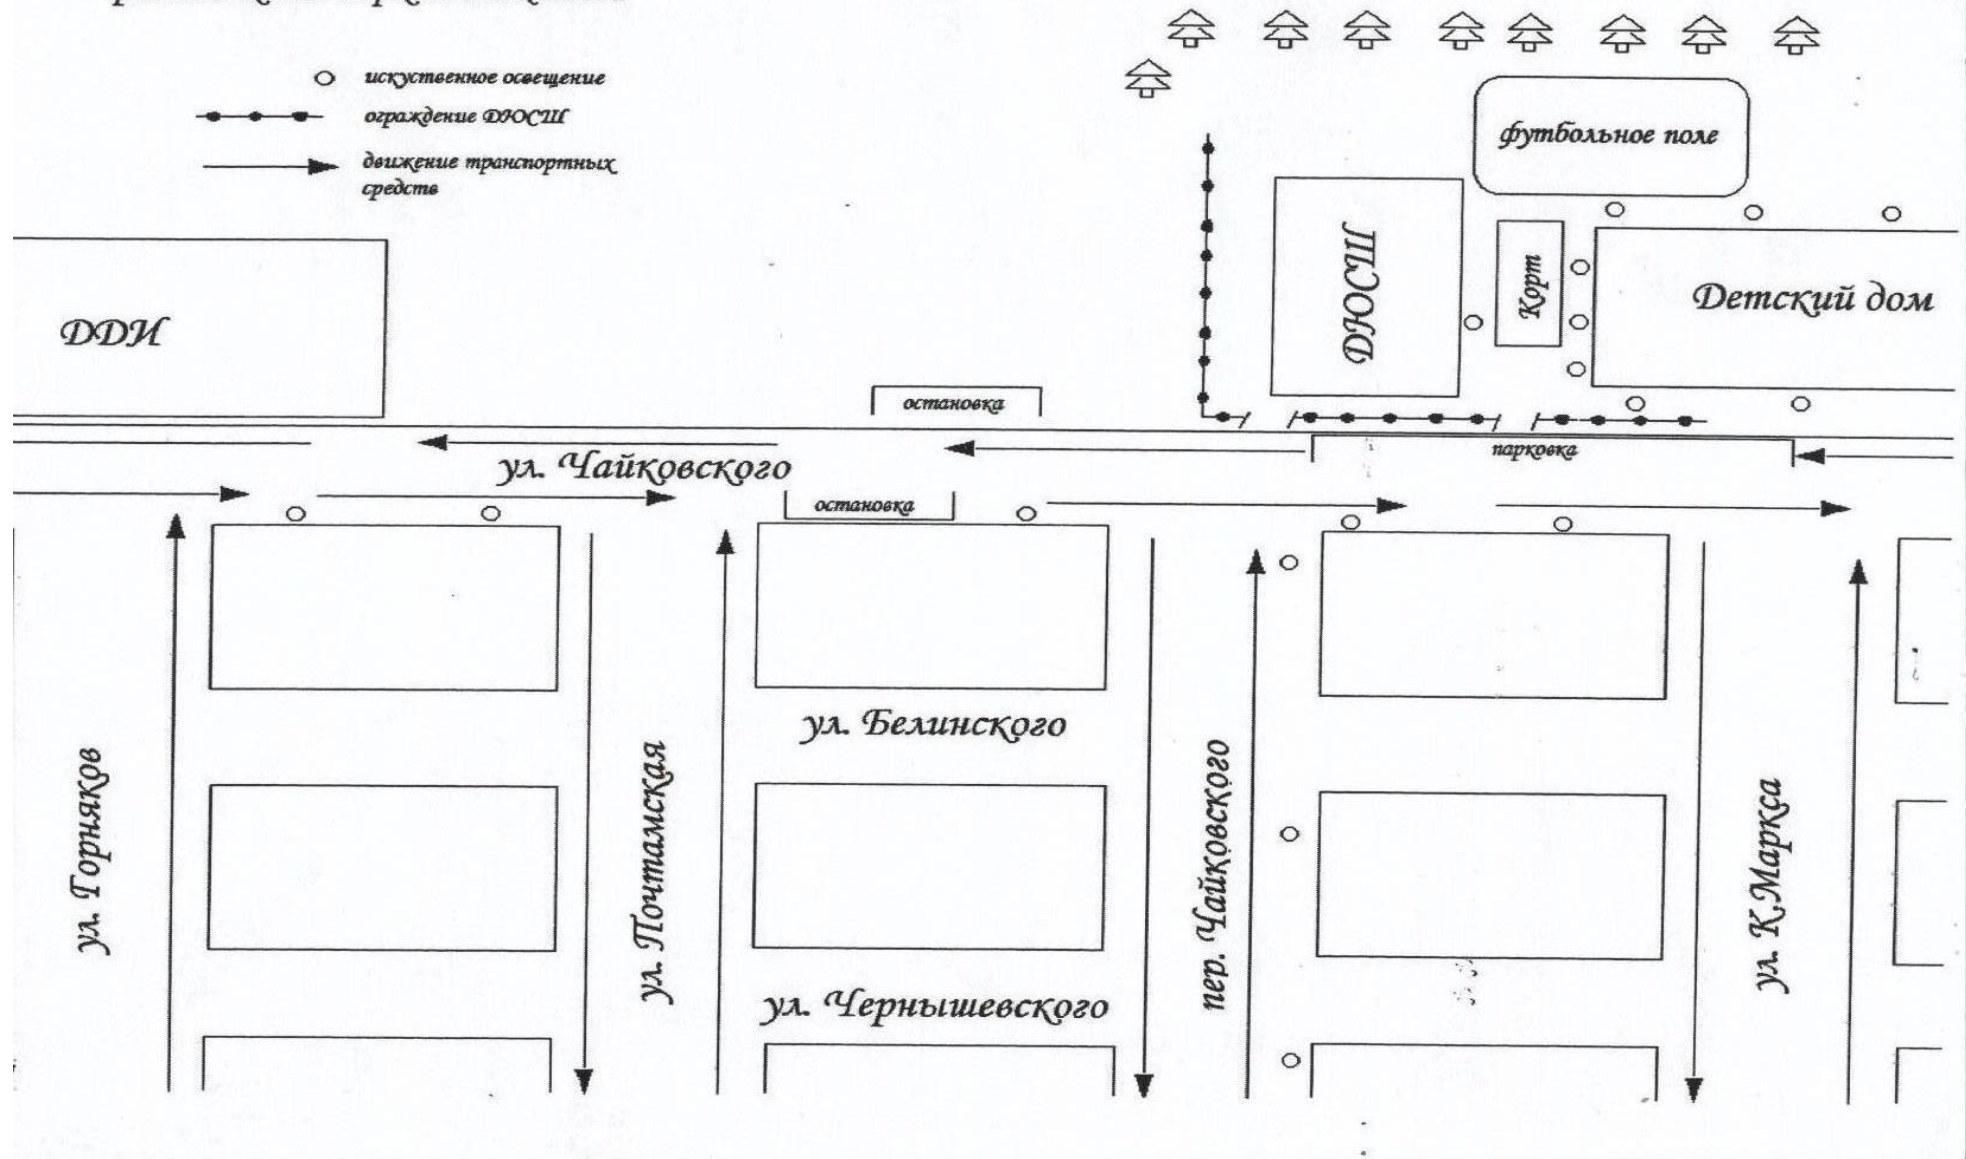 искуственное освещение
ограждение ДЮСШ
движение транспортных
средств
футбольное поле
ДДИ
ДЮСШ
Корт
Детский дом
остановка
парковка
ул. Чайковского
остановка
ул. Белинского
ул. Горняков
ул. Почтамская
пер. Чайковского
ул. К.Маркса
ул. Чернышевского